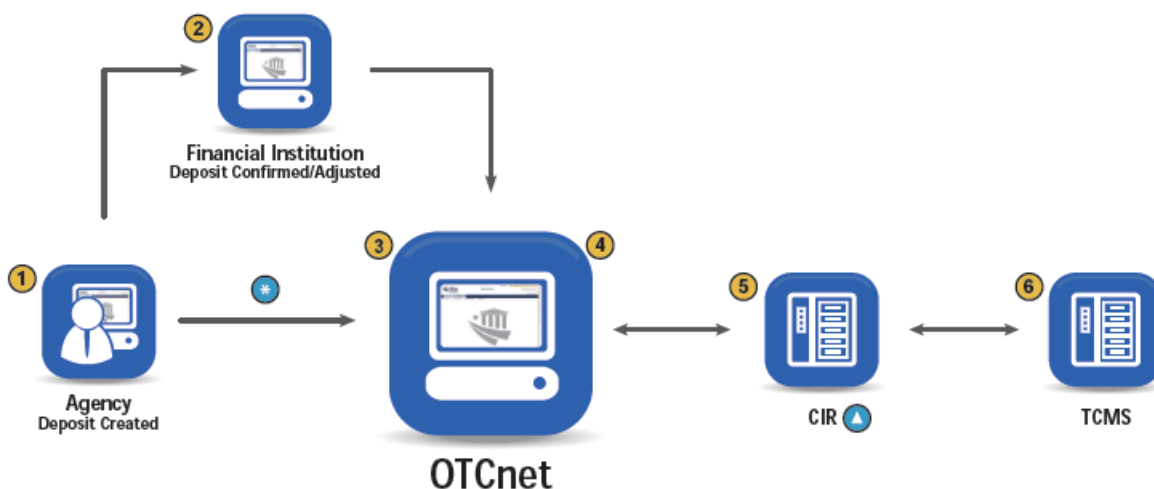 2
Financial Institution
Deposit Confirmed/Adjusted
1
*
3
4
5
6
Agency
Deposit Created
CIR
TCMS
OTCnet